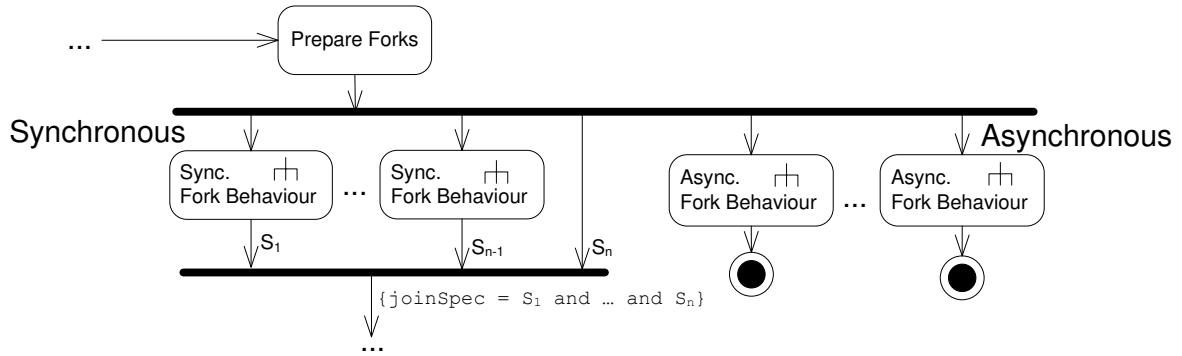 ...
Prepare Forks
Synchronous
Asynchronous
Sync.
Fork Behaviour
...
Sync.
Fork Behaviour
Async.
Fork Behaviour
...
Async.
Fork Behaviour
S₁
Sₙ₋₁
Sₙ
{joinSpec = S₁ and … and Sₙ}
...